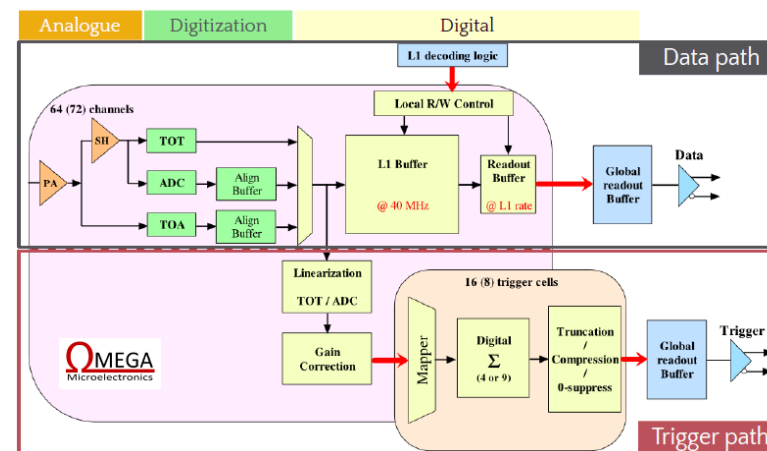 Analogue
Digitization
Digital
Data path
L1 decoding logic
64 (72) channels
Local R/W Control
SH
TOT
PA
ADC
Align
Buffer
TOA
Align
Buffer
L1 Buffer
@ 40 MHz
Readout
Buffer
@ L1 rate
Global
readout
Buffer
Data
Linearization
TOT / ADC
Gain
Correction
ΩMEGA
Microelectronics
16 (8) trigger cells
Mapper
Digital
Σ
(4 or 9)
Truncation
/
Compression
/
0-suppress
Global
readout
Buffer
Trigger
Trigger path